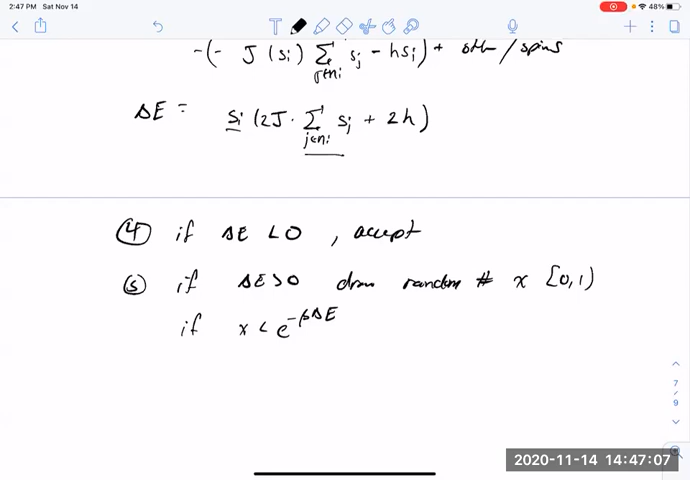 2:47 PM Sat Nov 14
48%
-(- J (si) Σ sj - hsi) + other / spins
j∈ni
ΔE = si (2J · Σ sj + 2h)
j∈ni
④ if ΔE < 0 , accept
⑤ if ΔE > 0 draw random # x [0,1)
if x < e^-βΔE
7
/
9
2020-11-14 14:47:07